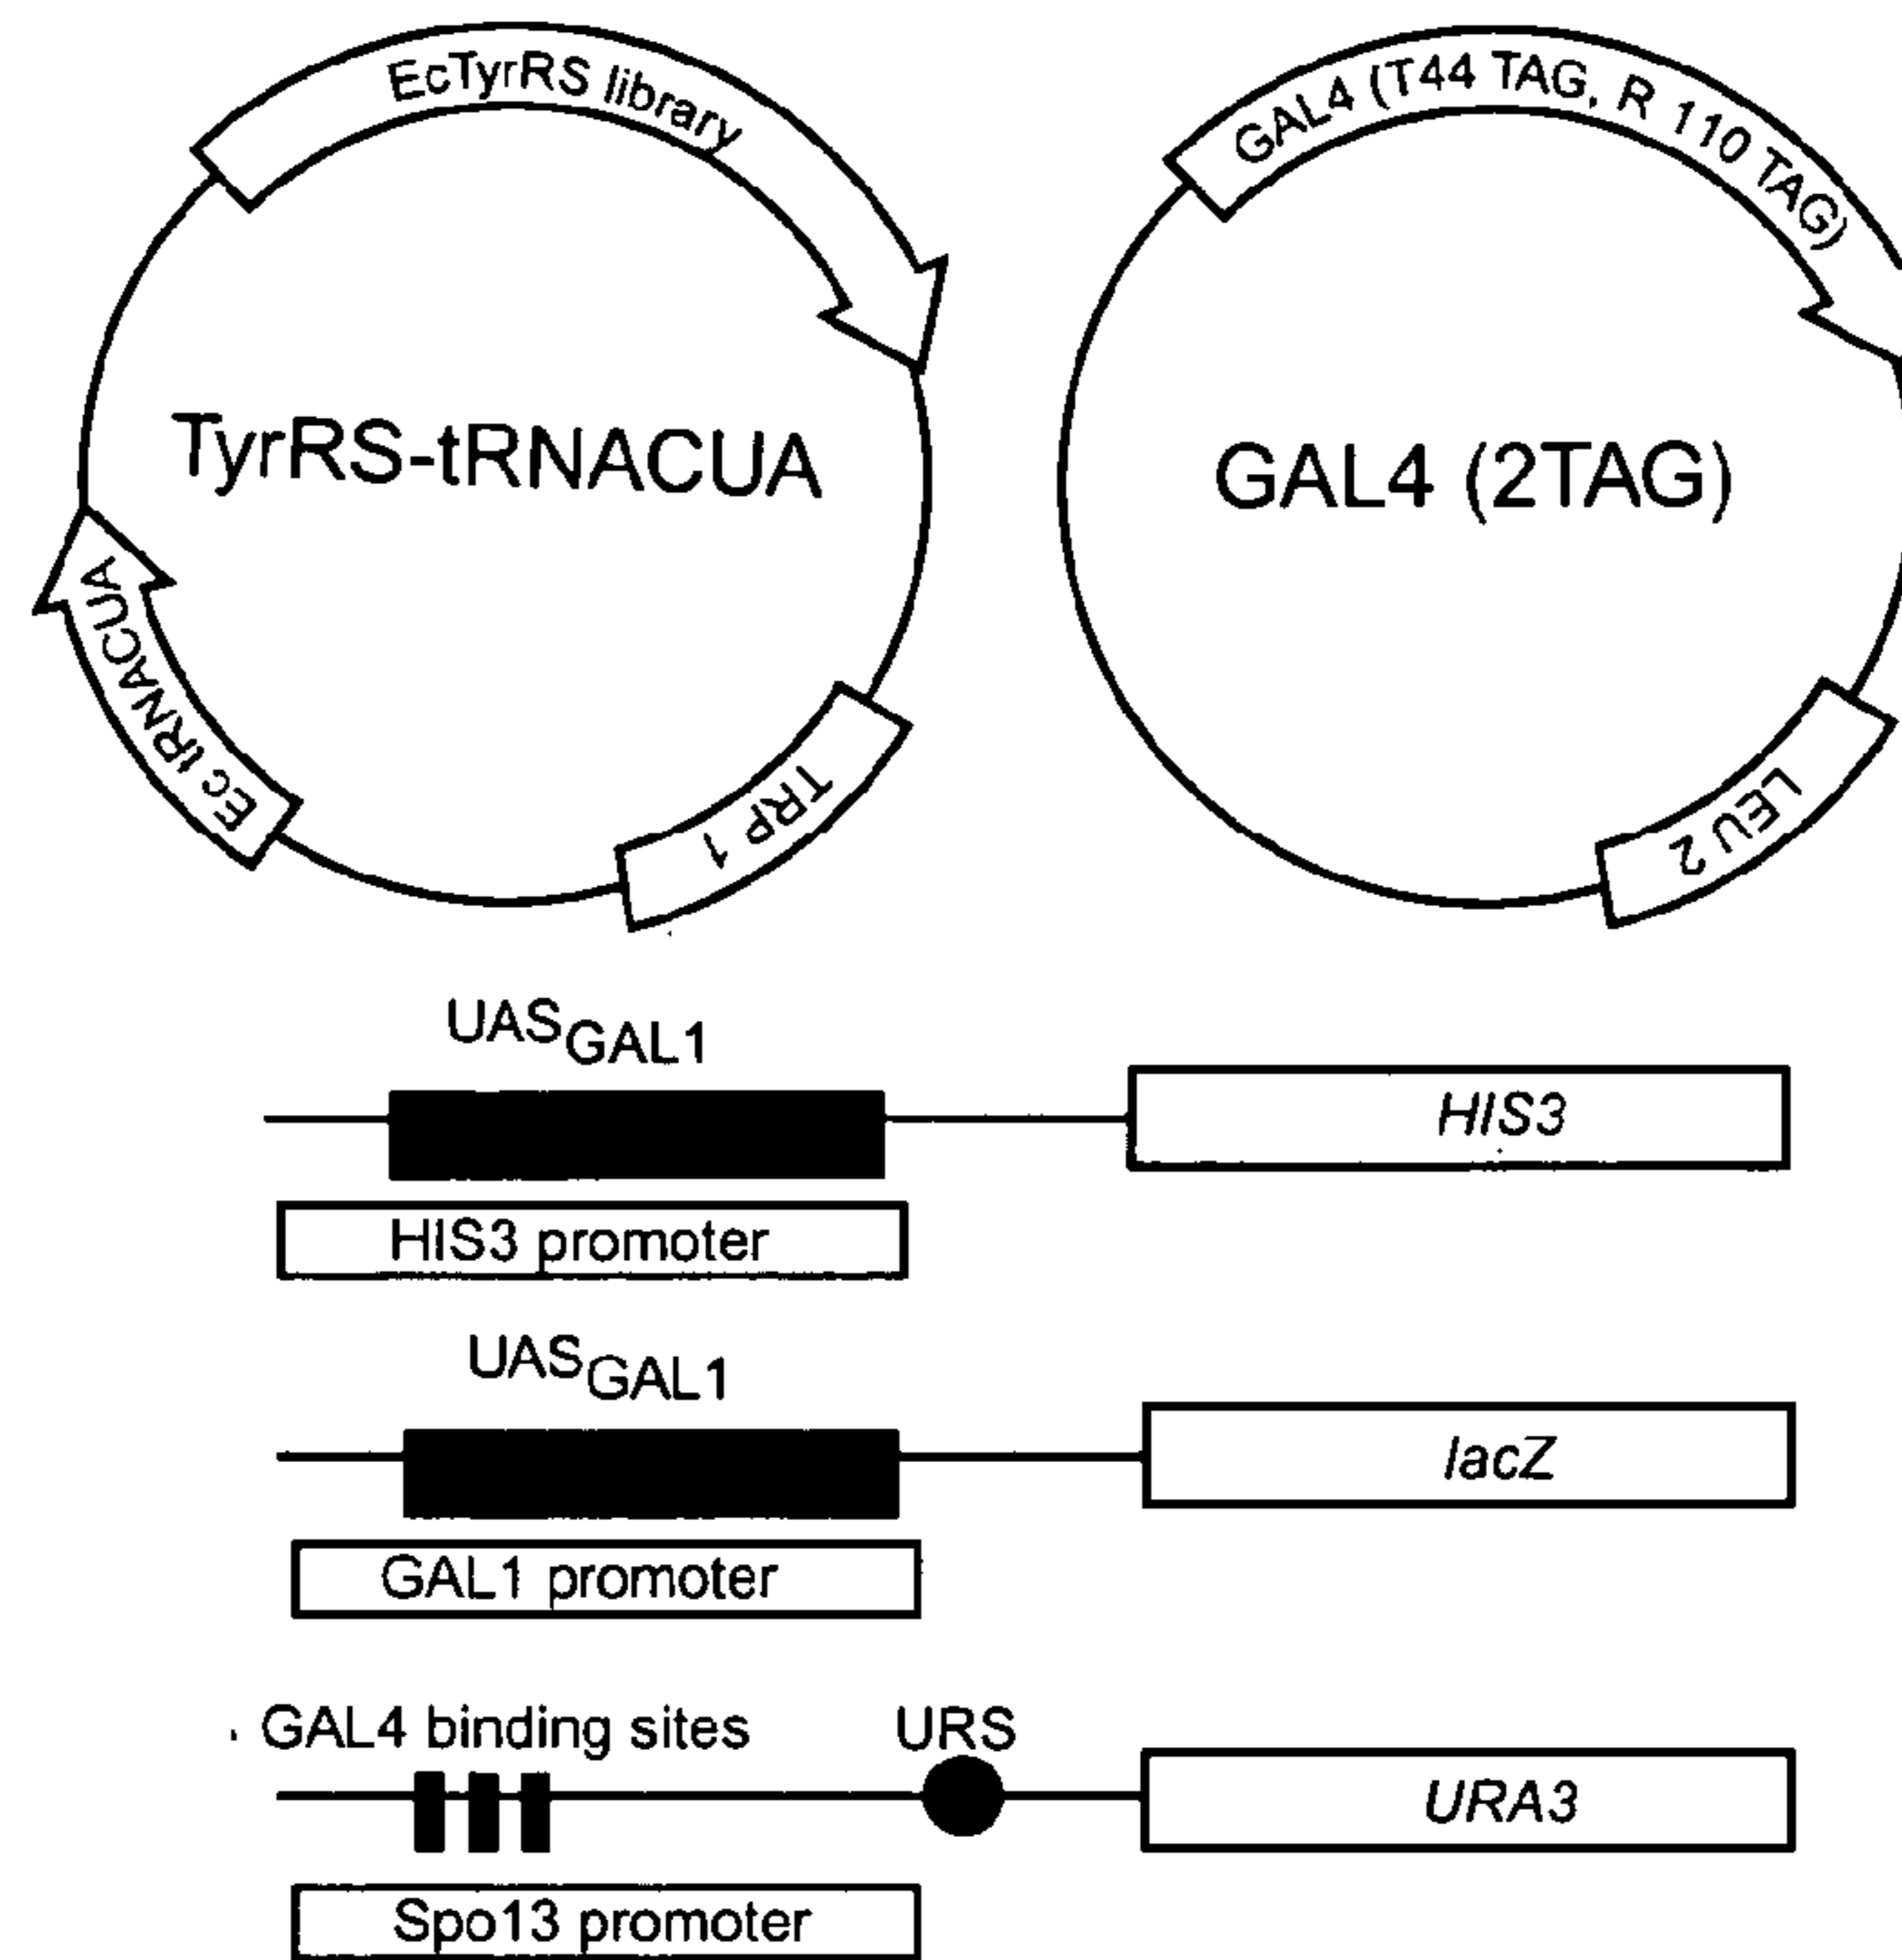 EcTyrRS library
GAL4 (T44 TAG, R 110 TAG)
TyrRS-tRNACUA
GAL4 (2TAG)
Ec tRNACUA
TRP 1
LEU 2
UASGAL1
HIS3
HIS3 promoter
UASGAL1
lacZ
GAL1 promoter
GAL4 binding sites
URS
URA3
Spo13 promoter